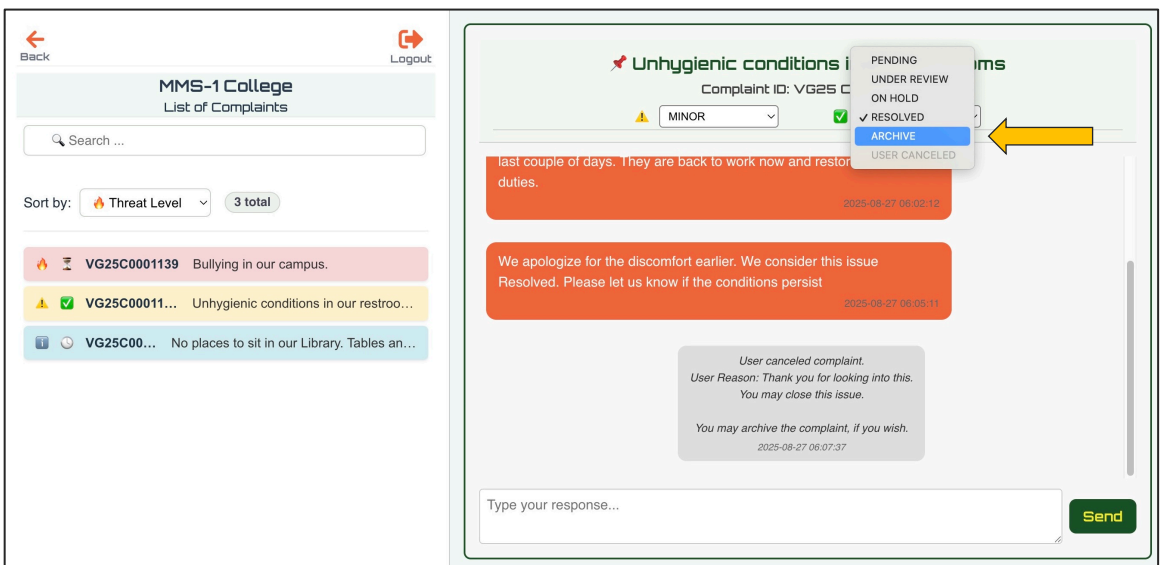 Back
Logout
MMS-1 College
List of Complaints
Search ...
Sort by:
Threat Level
3 total
VG25C0001139 Bullying in our campus.
VG25C00011... Unhygienic conditions in our restroo...
VG25C00... No places to sit in our Library. Tables an...
Unhygienic conditions i
ms
Complaint ID: VG25 C
MINOR
PENDING
UNDER REVIEW
ON HOLD
✓ RESOLVED
ARCHIVE
USER CANCELED
last couple of days. They are back to work now and restor
duties.
2025-08-27 06:02:12
We apologize for the discomfort earlier. We consider this issue
Resolved. Please let us know if the conditions persist
2025-08-27 06:05:11
User canceled complaint.
User Reason: Thank you for looking into this.
You may close this issue.
You may archive the complaint, if you wish.
2025-08-27 06:07:37
Type your response...
Send